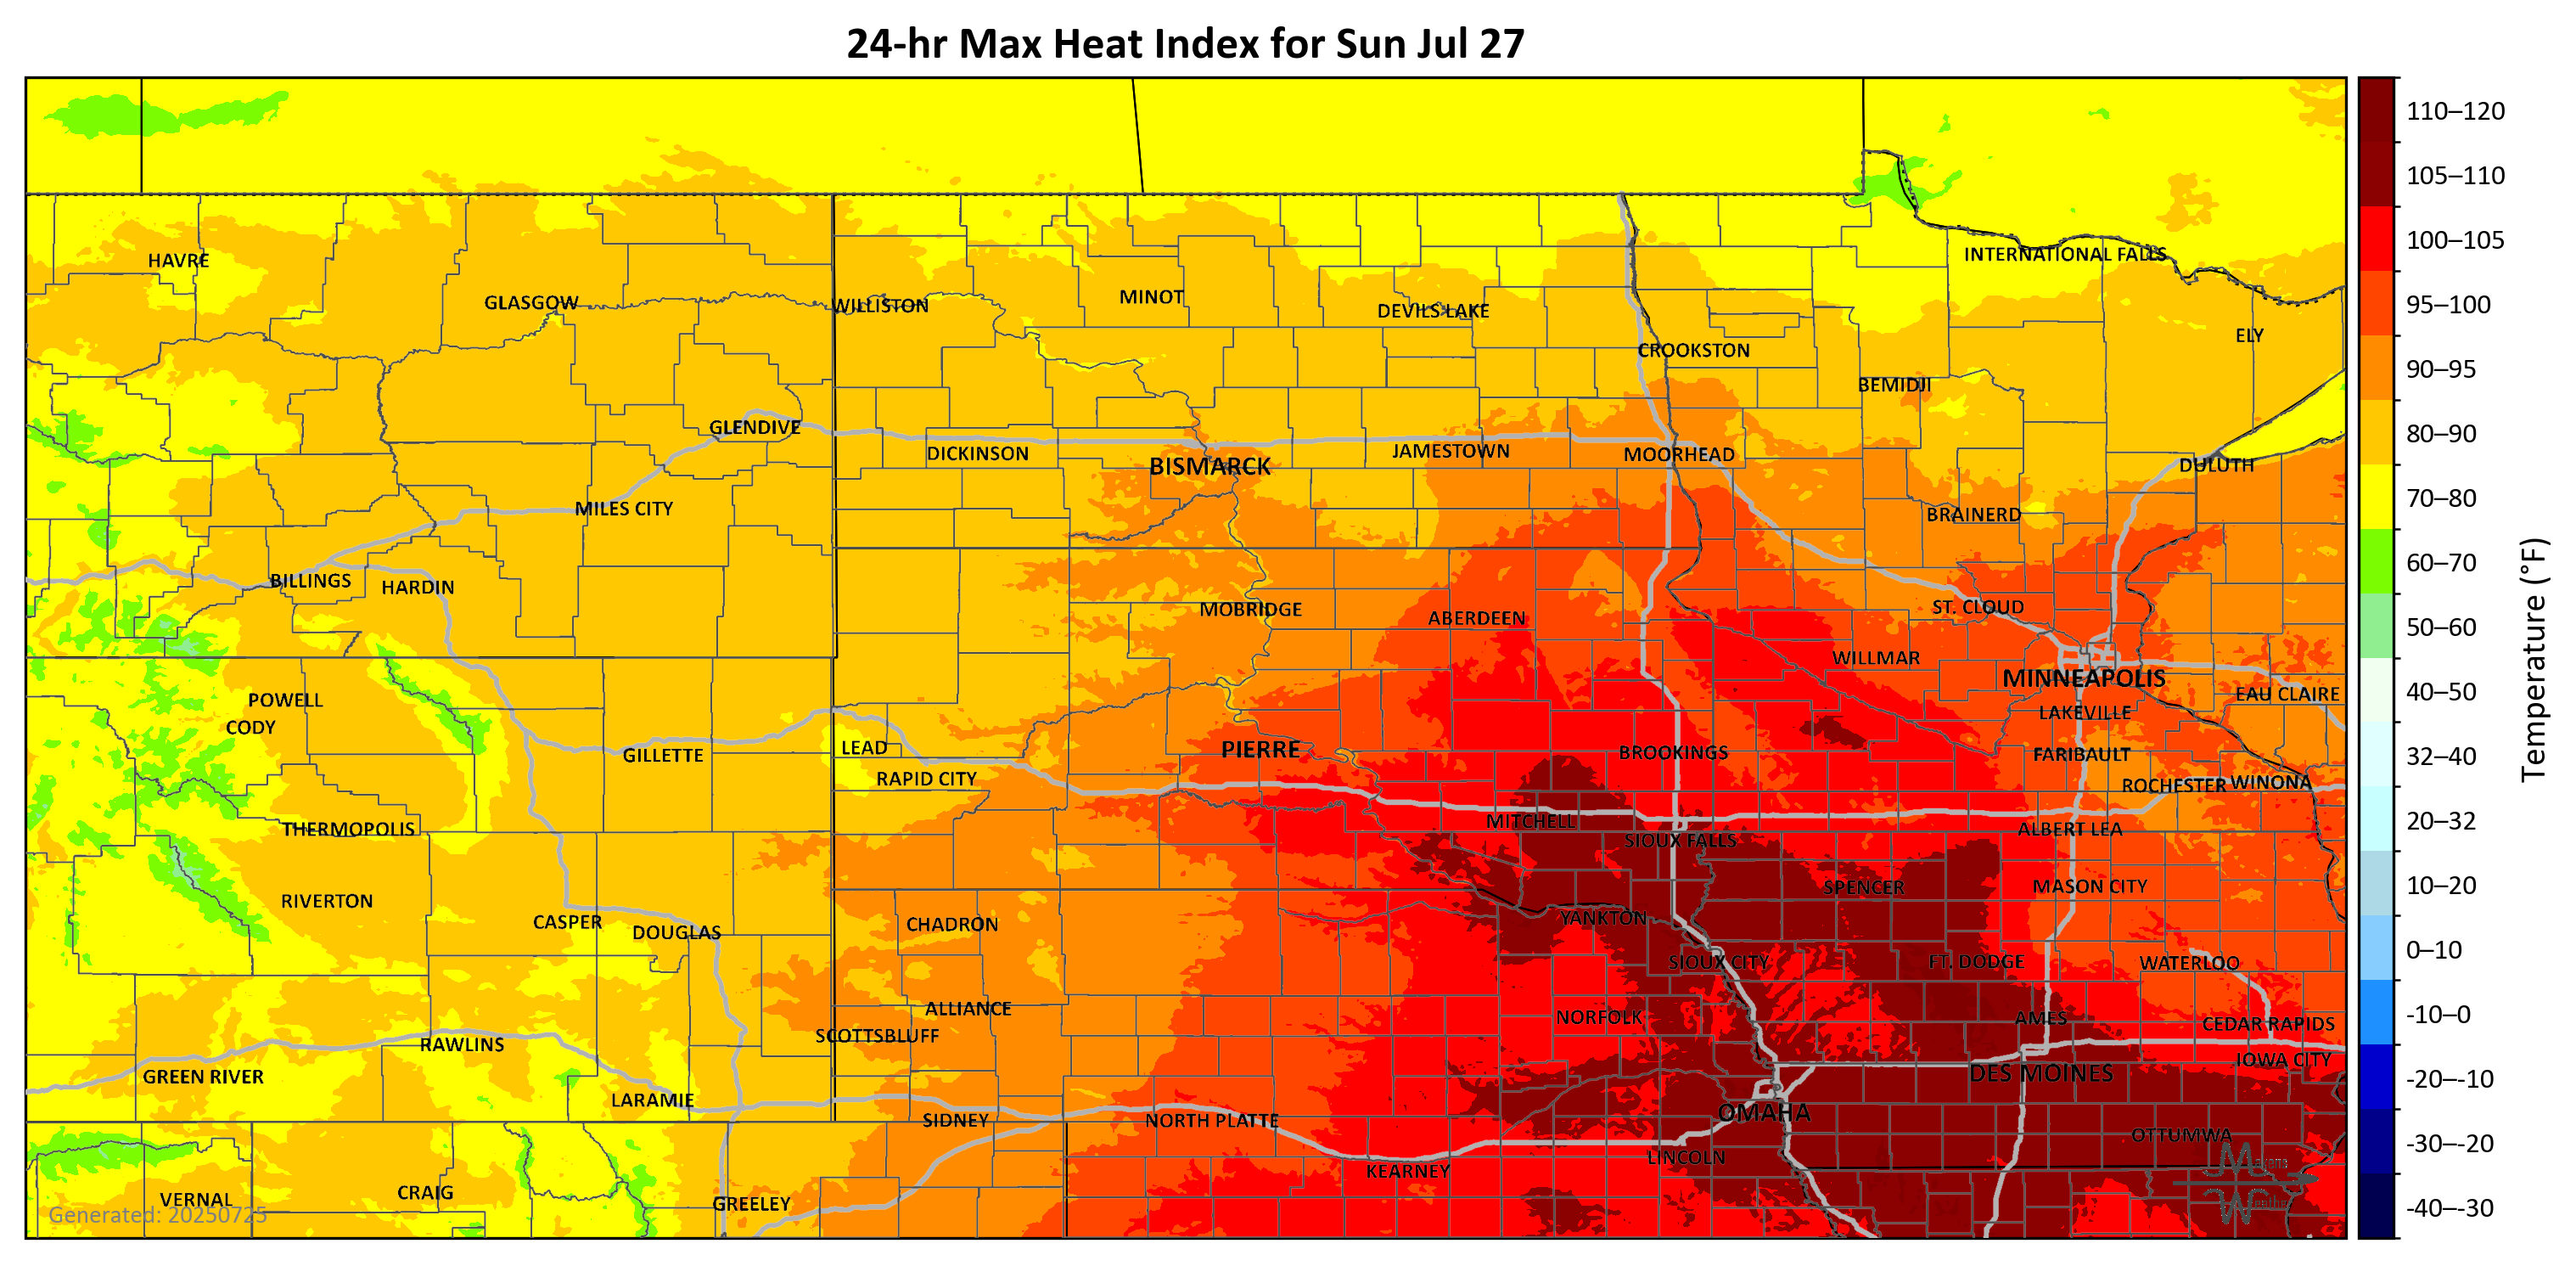 24-hr Max Heat Index for Sun Jul 27
110–120
105–110
100–105
95–100
90–95
80–90
70–80
60–70
50–60
40–50
32–40
20–32
10–20
0–10
-10–0
-20–-10
-30–-20
-40–-30
Temperature (°F)
INTERNATIONAL FALLS
HAVRE
GLASGOW
WILLISTON
MINOT
DEVILS LAKE
ELY
CROOKSTON
BEMIDJI
GLENDIVE
DICKINSON
BISMARCK
JAMESTOWN
MOORHEAD
DULUTH
MILES CITY
BRAINERD
BILLINGS
HARDIN
MOBRIDGE
ABERDEEN
ST. CLOUD
WILLMAR
MINNEAPOLIS
EAU CLAIRE
POWELL
CODY
LAKEVILLE
GILLETTE
LEAD
PIERRE
BROOKINGS
FARIBAULT
RAPID CITY
ROCHESTER
WINONA
THERMOPOLIS
MITCHELL
SIOUX FALLS
ALBERT LEA
RIVERTON
SPENCER
MASON CITY
CASPER
DOUGLAS
CHADRON
YANKTON
SIOUX CITY
FT. DODGE
WATERLOO
ALLIANCE
NORFOLK
AMES
CEDAR RAPIDS
SCOTTSBLUFF
RAWLINS
IOWA CITY
GREEN RIVER
DES MOINES
LARAMIE
SIDNEY
NORTH PLATTE
OMAHA
OTTUMWA
KEARNEY
LINCOLN
VERNAL
CRAIG
GREELEY
Generated: 20250725